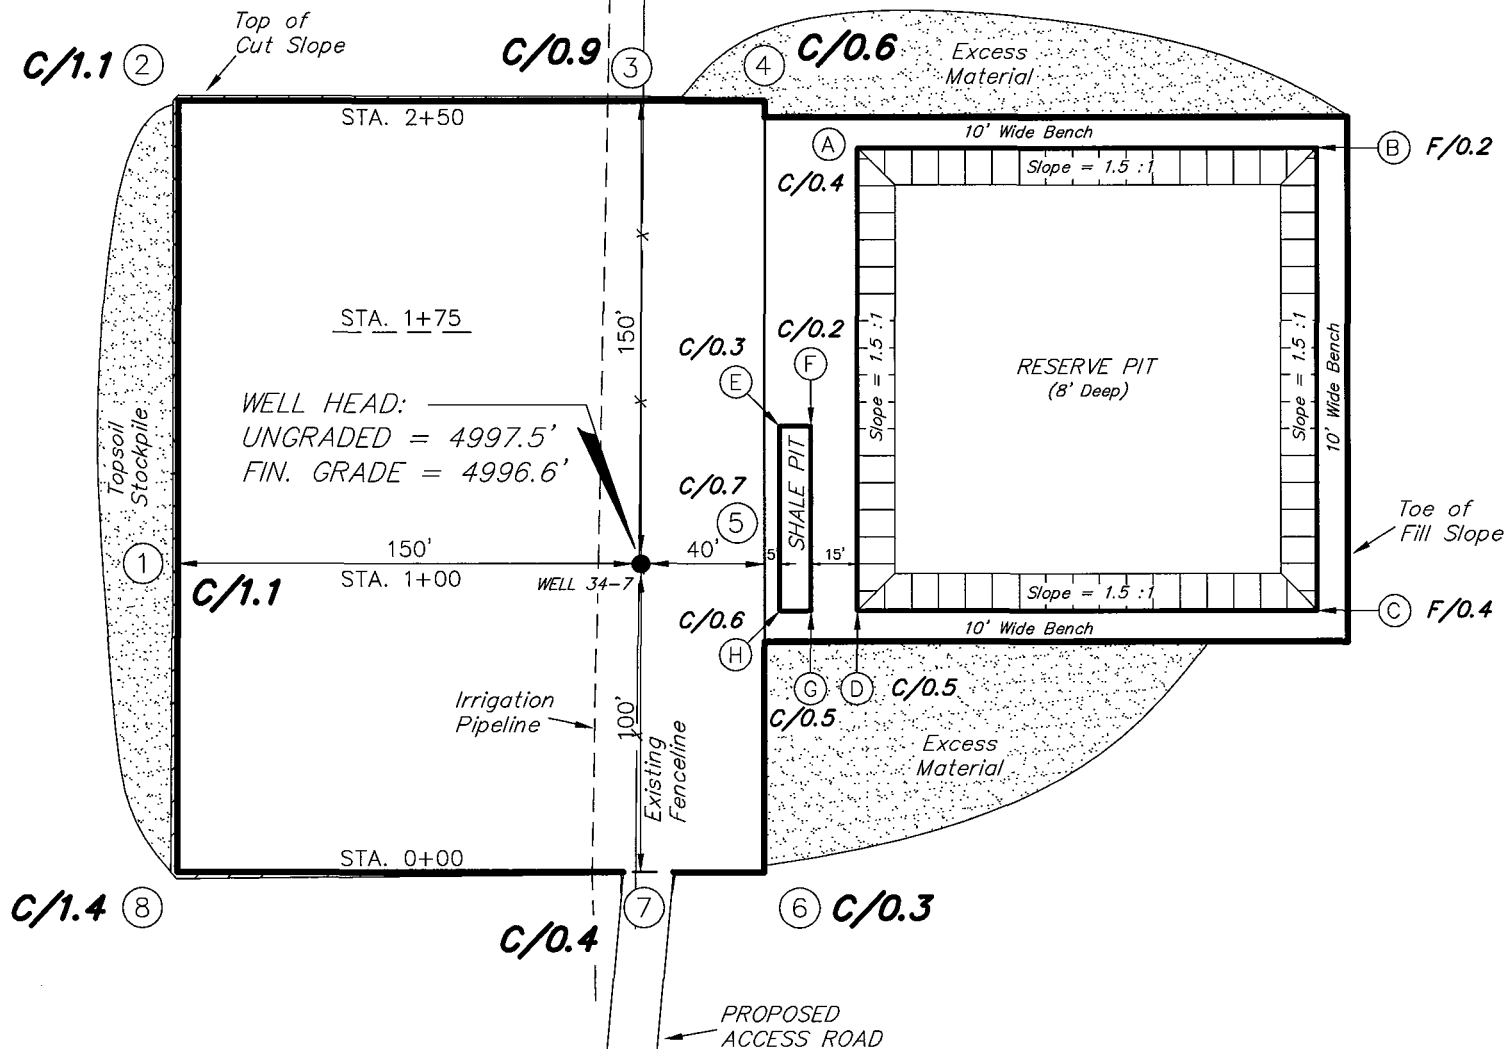 Top of
Cut Slope
C/1.1 2
C/0.9 3
4 C/0.6
Excess
Material
STA. 2+50
10' Wide Bench
A
B F/0.2
Slope = 1.5 :1
C/0.4
150'
STA. 1+75
C/0.2
C/0.3
F
E
Slope = 1.5 :1
RESERVE PIT
(8' Deep)
Slope = 1.5 :1
10' Wide Bench
WELL HEAD:
UNGRADED = 4997.5'
FIN. GRADE = 4996.6'
Topsoil
Stockpile
SHALE PIT
C/0.7
5
Toe of
Fill Slope
1
150'
40'
5'
15'
C/1.1
STA. 1+00
WELL 34-7
Slope = 1.5 :1
C F/0.4
C/0.6
10' Wide Bench
H
G
D C/0.5
C/0.5
Irrigation
Pipeline
100'
Existing
Fenceline
Excess
Material
STA. 0+00
C/1.4 8
7
6 C/0.3
C/0.4
PROPOSED
ACCESS ROAD